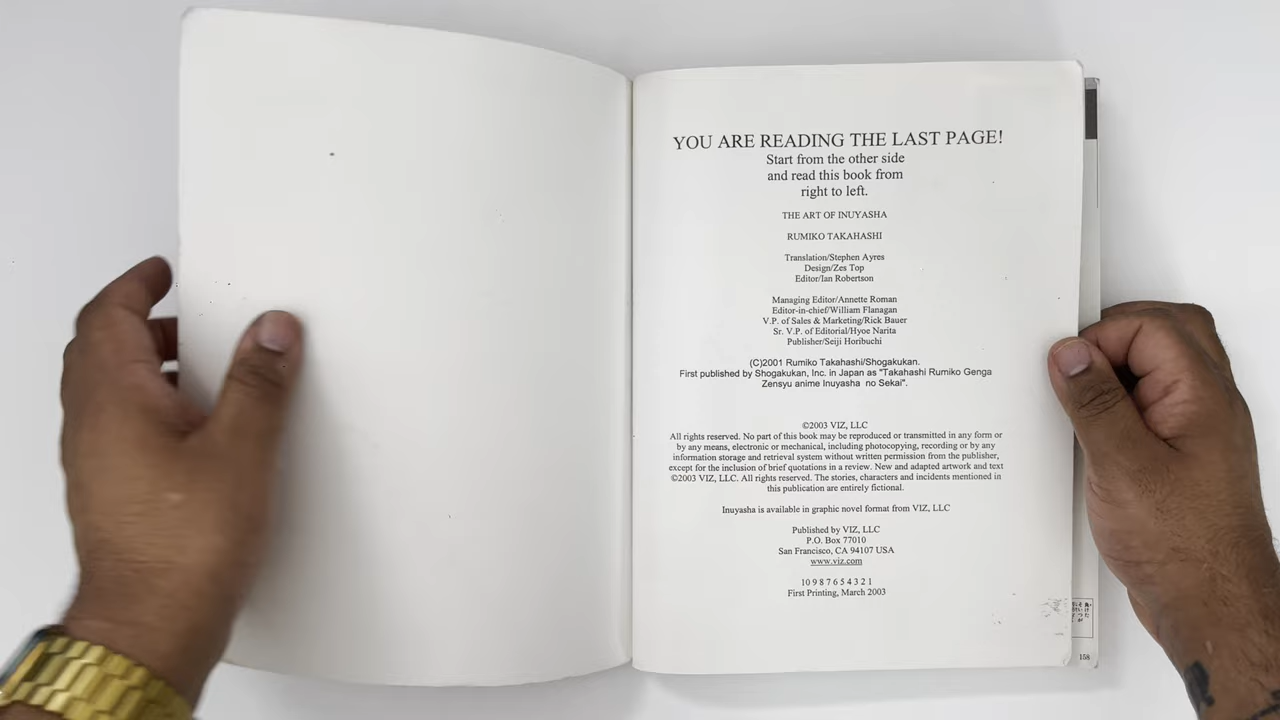 YOU ARE READING THE LAST PAGE!
Start from the other side
and read this book from
right to left.
THE ART OF INUYASHA
RUMIKO TAKAHASHI
Translation/Stephen Ayres
Design/Zes Top
Editor/Ian Robertson
Managing Editor/Annette Roman
Editor-in-chief/William Flanagan
V.P. of Sales & Marketing/Rick Bauer
Sr. V.P. of Editorial/Hyoe Narita
Publisher/Seiji Horibuchi
(C)2001 Rumiko Takahashi/Shogakukan.
First published by Shogakukan, Inc. in Japan as "Takahashi Rumiko Genga
Zensyu anime Inuyasha no Sekai".
©2003 VIZ, LLC
All rights reserved. No part of this book may be reproduced or transmitted in any form or
by any means, electronic or mechanical, including photocopying, recording or by any
information storage and retrieval system without written permission from the publisher,
except for the inclusion of brief quotations in a review. New and adapted artwork and text
©2003 VIZ, LLC. All rights reserved. The stories, characters and incidents mentioned in
this publication are entirely fictional.
Inuyasha is available in graphic novel format from VIZ, LLC
Published by VIZ, LLC
P.O. Box 77010
San Francisco, CA 94107 USA
www.viz.com
10 9 8 7 6 5 4 3 2 1
First Printing, March 2003
158